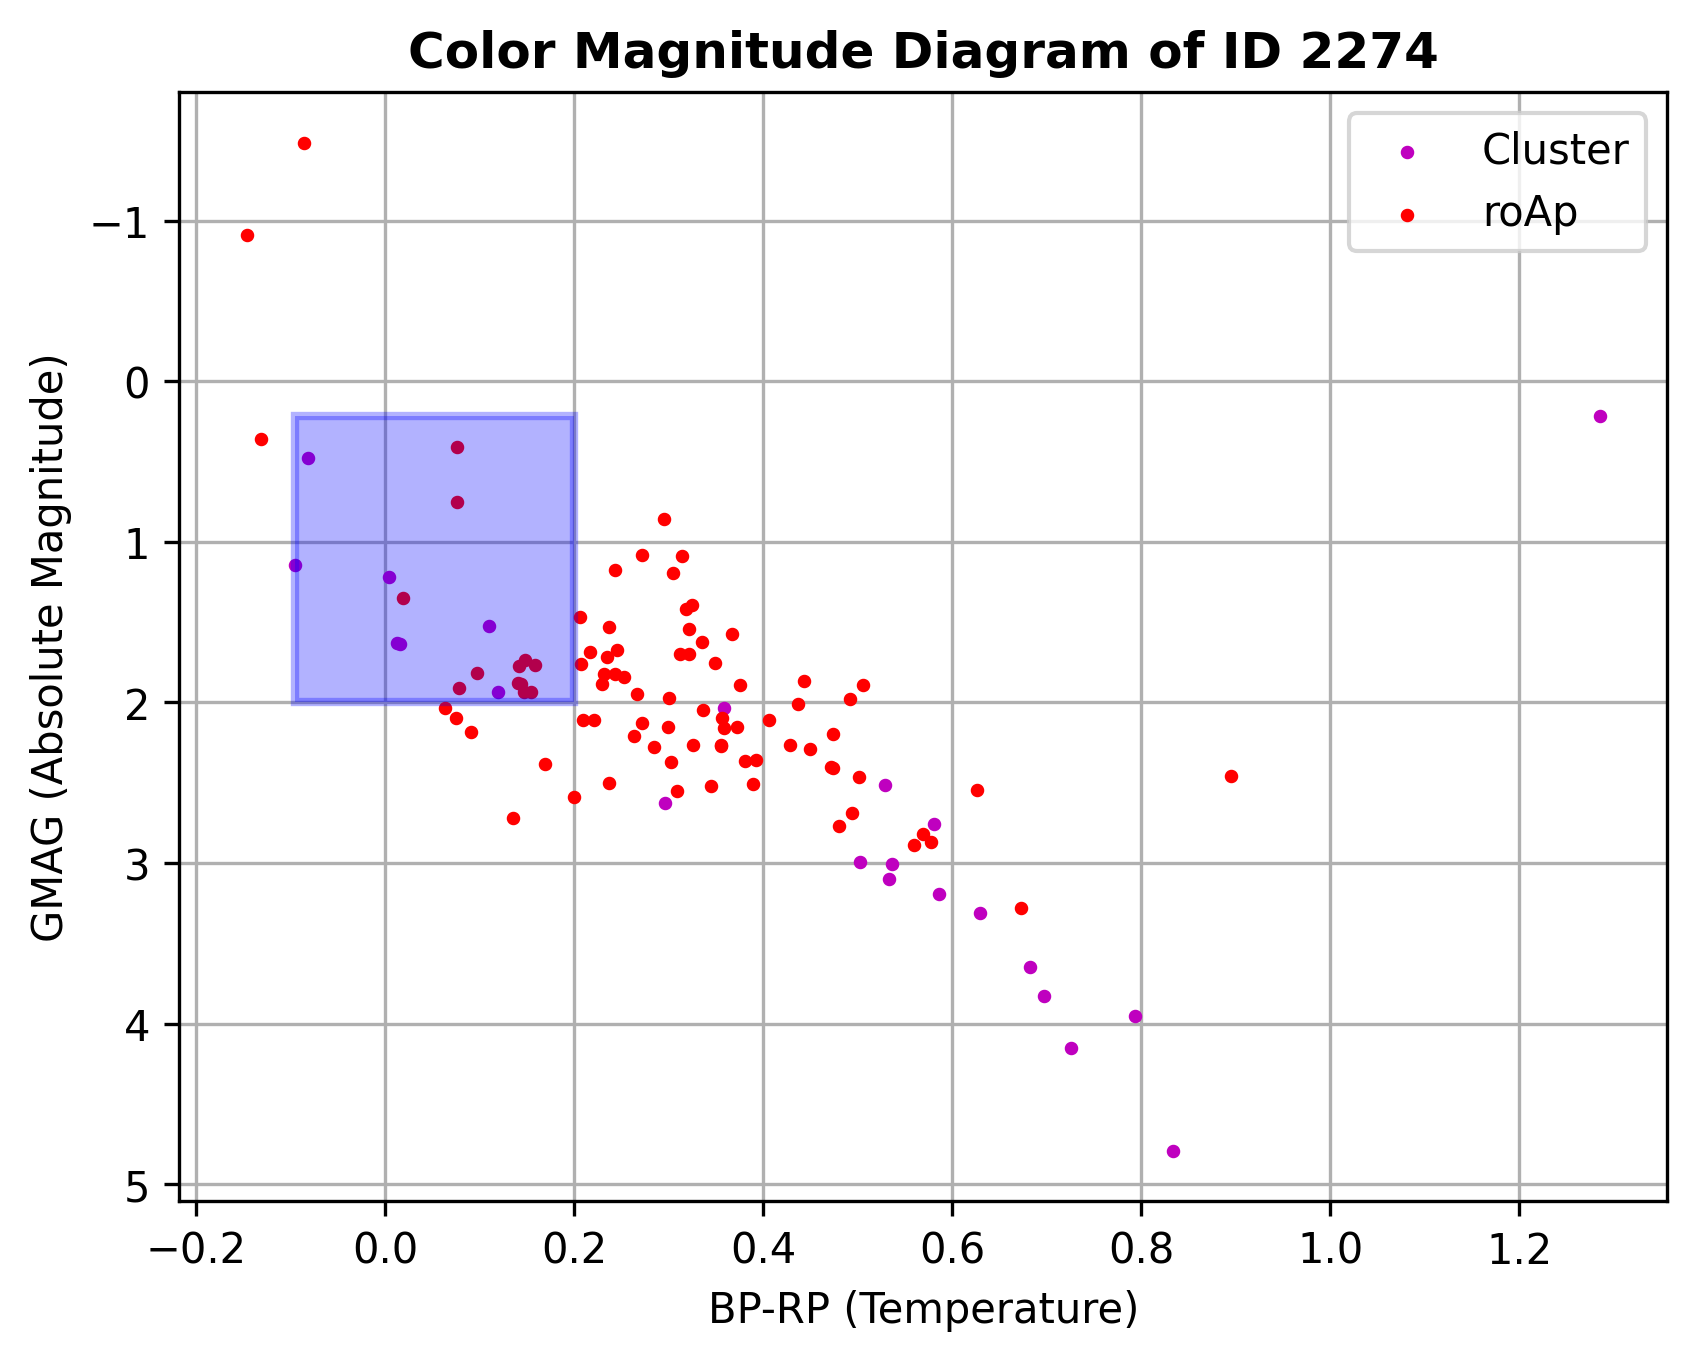 Color Magnitude Diagram of ID 2274
Cluster
roAp
GMAG (Absolute Magnitude)
−1
0
1
2
3
4
5
−0.2 0.0 0.2 0.4 0.6 0.8 1.0 1.2
BP-RP (Temperature)